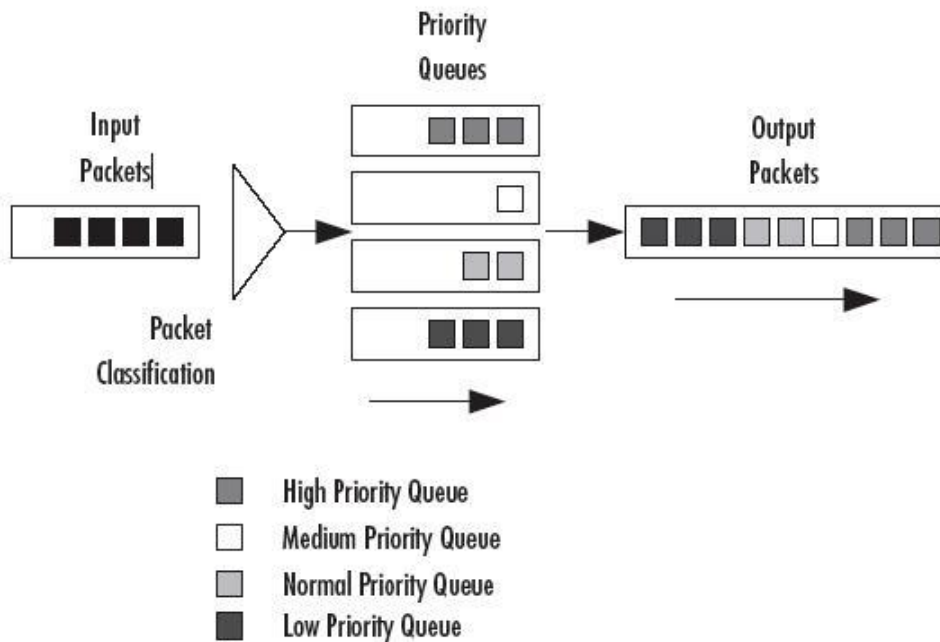 Priority
Queues
Input
Packets
Output
Packets
Packet
Classification
High Priority Queue
Medium Priority Queue
Normal Priority Queue
Low Priority Queue